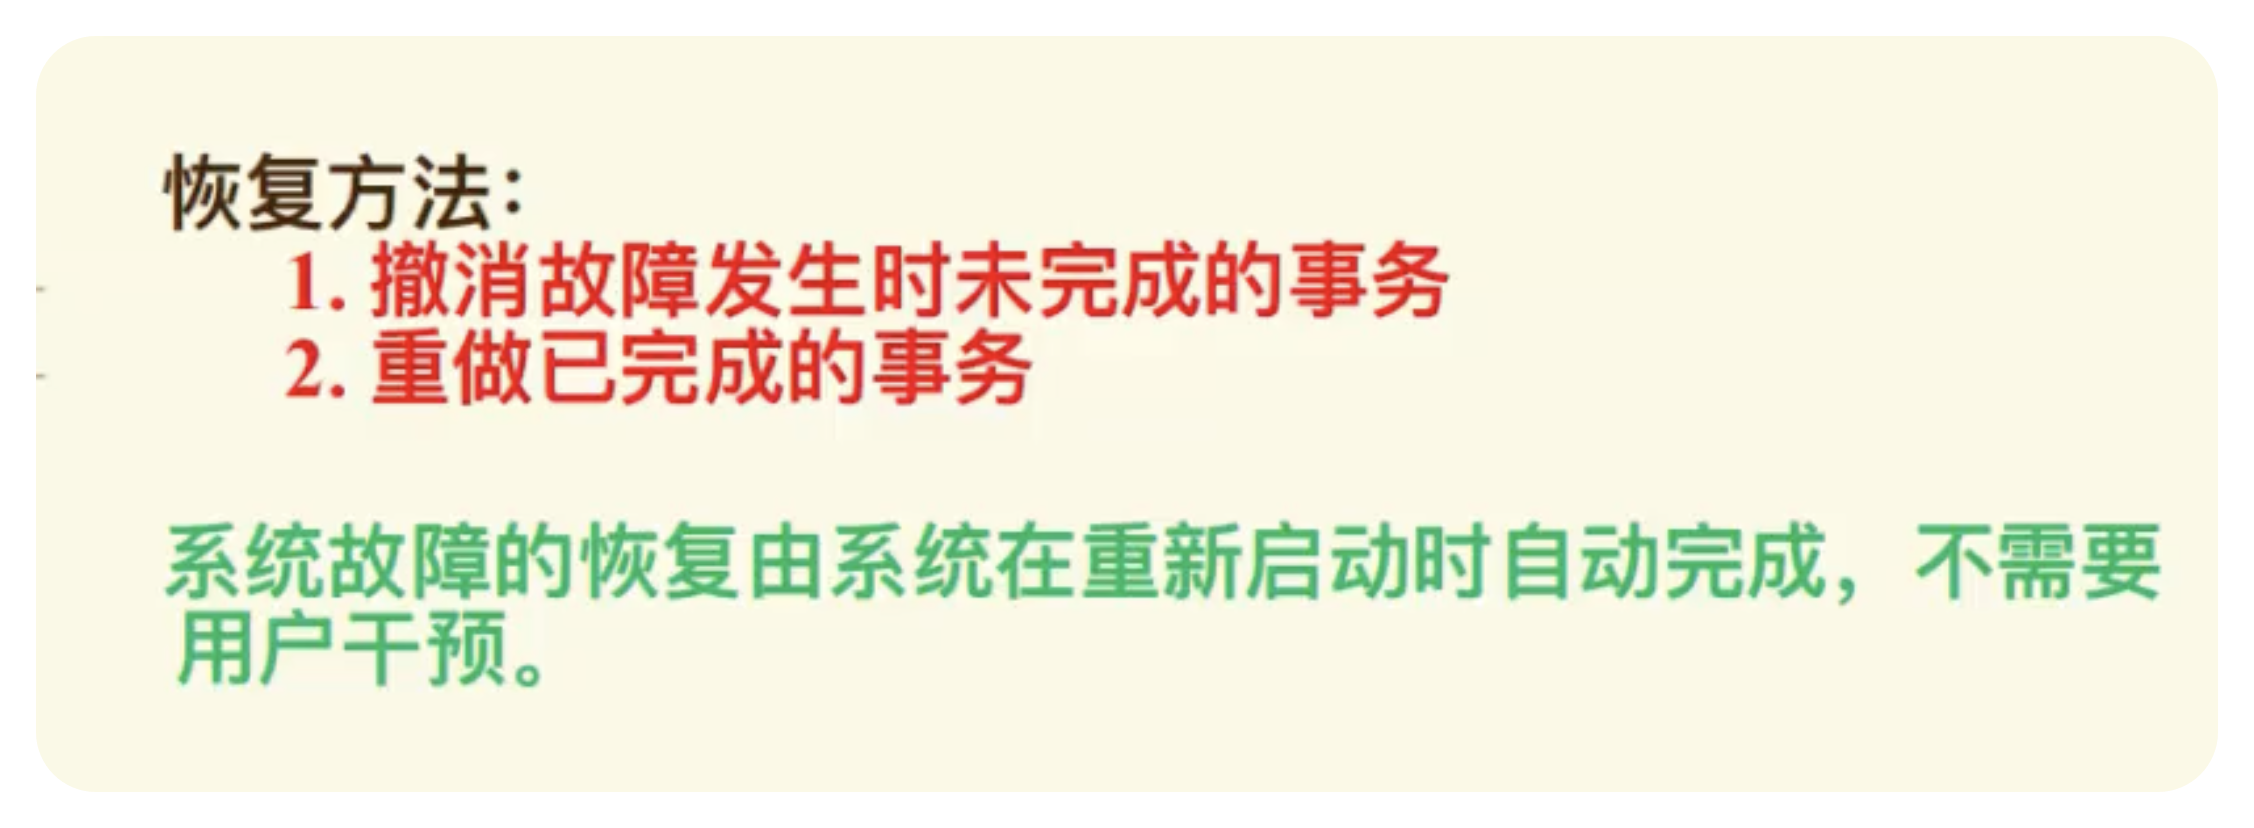 恢复方法：
1. 撤消故障发生时未完成的事务
2. 重做已完成的事务
系统故障的恢复由系统在重新启动时自动完成，不需要
用户干预。